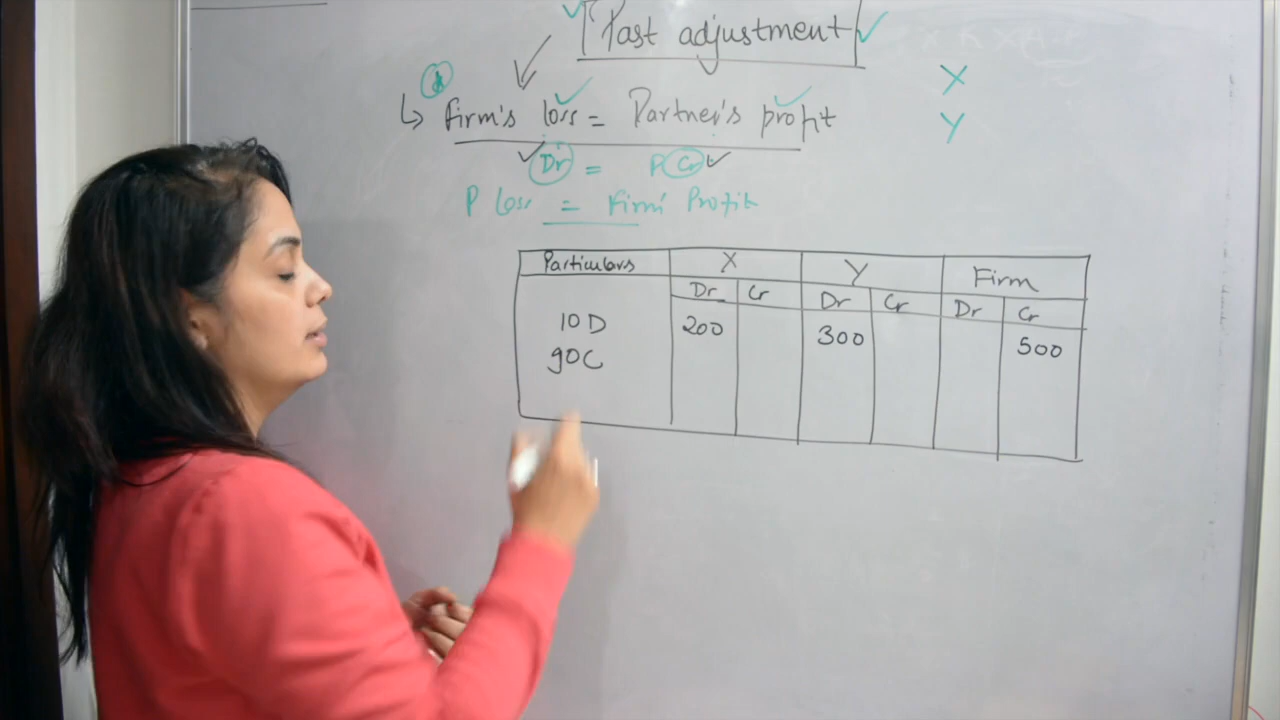 Past adjustment
Firm's loss = Partner's profit
X
Y
Dr = P Cr
P loss = Firm' Profit
Particulars X Y Firm
Dr Cr Dr Cr Dr Cr
IOD 200 300 500
IOC